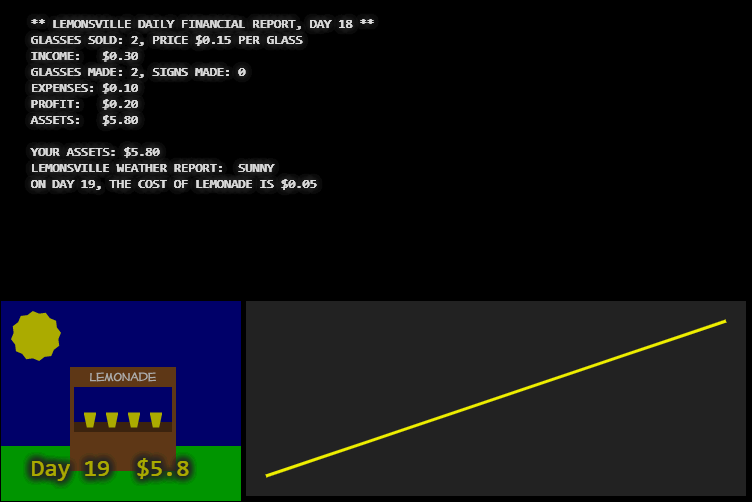 ** LEMONSVILLE DAILY FINANCIAL REPORT, DAY 18 **
GLASSES SOLD: 2, PRICE $0.15 PER GLASS
INCOME:   $0.30
GLASSES MADE: 2, SIGNS MADE: 0
EXPENSES: $0.10
PROFIT:   $0.20
ASSETS:   $5.80
YOUR ASSETS: $5.80
LEMONSVILLE WEATHER REPORT:  SUNNY
ON DAY 19, THE COST OF LEMONADE IS $0.05
LEMONADE
Day 19  $5.8